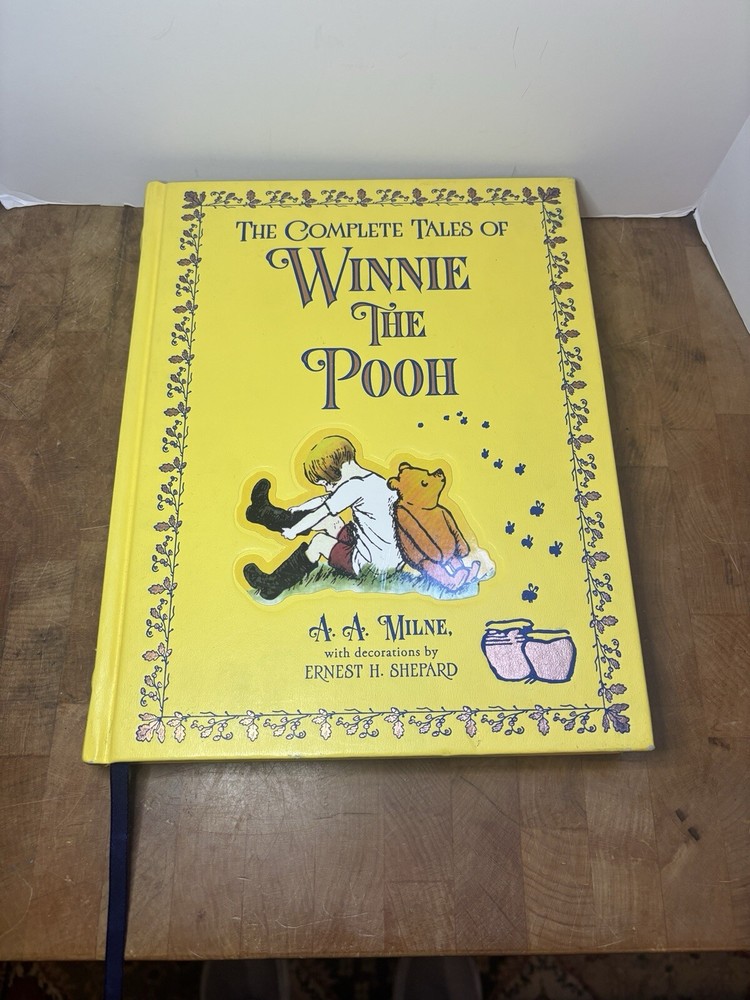 THE COMPLETE TALES OF
WINNIE
THE
POOH
A. A. MILNE,
with decorations by
ERNEST H. SHEPARD